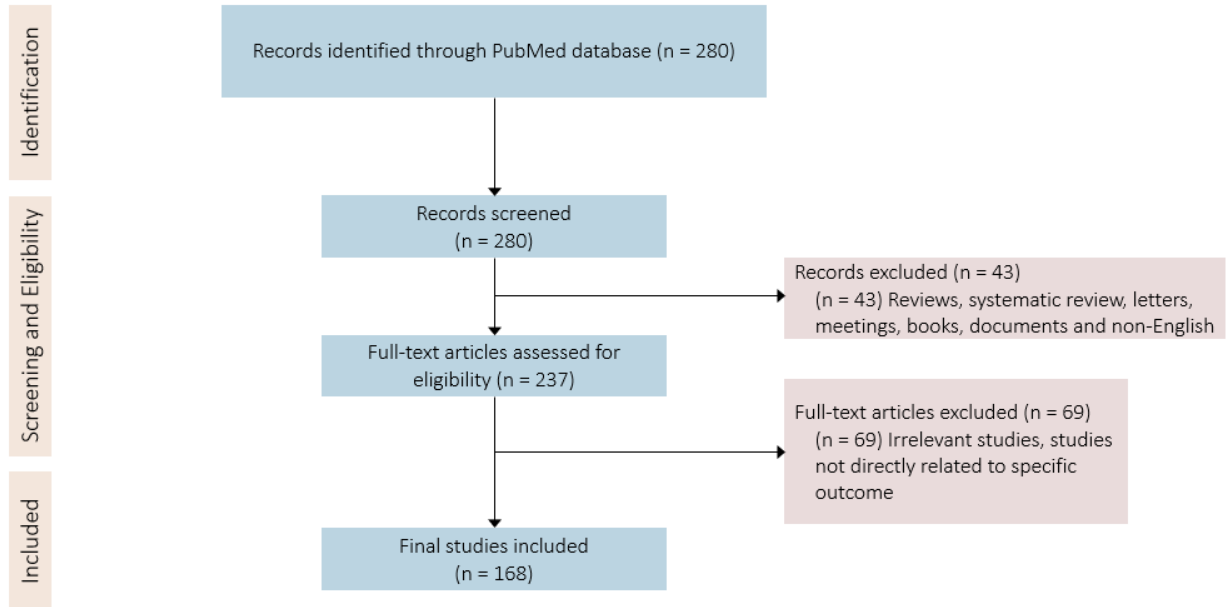 Identification
Records identified through PubMed database (n = 280)
Screening and Eligibility
Records screened
(n = 280)
Records excluded (n = 43)
(n = 43) Reviews, systematic review, letters,
meetings, books, documents and non-English
Full-text articles assessed for
eligibility (n = 237)
Full-text articles excluded (n = 69)
(n = 69) Irrelevant studies, studies
not directly related to specific
outcome
Included
Final studies included
(n = 168)